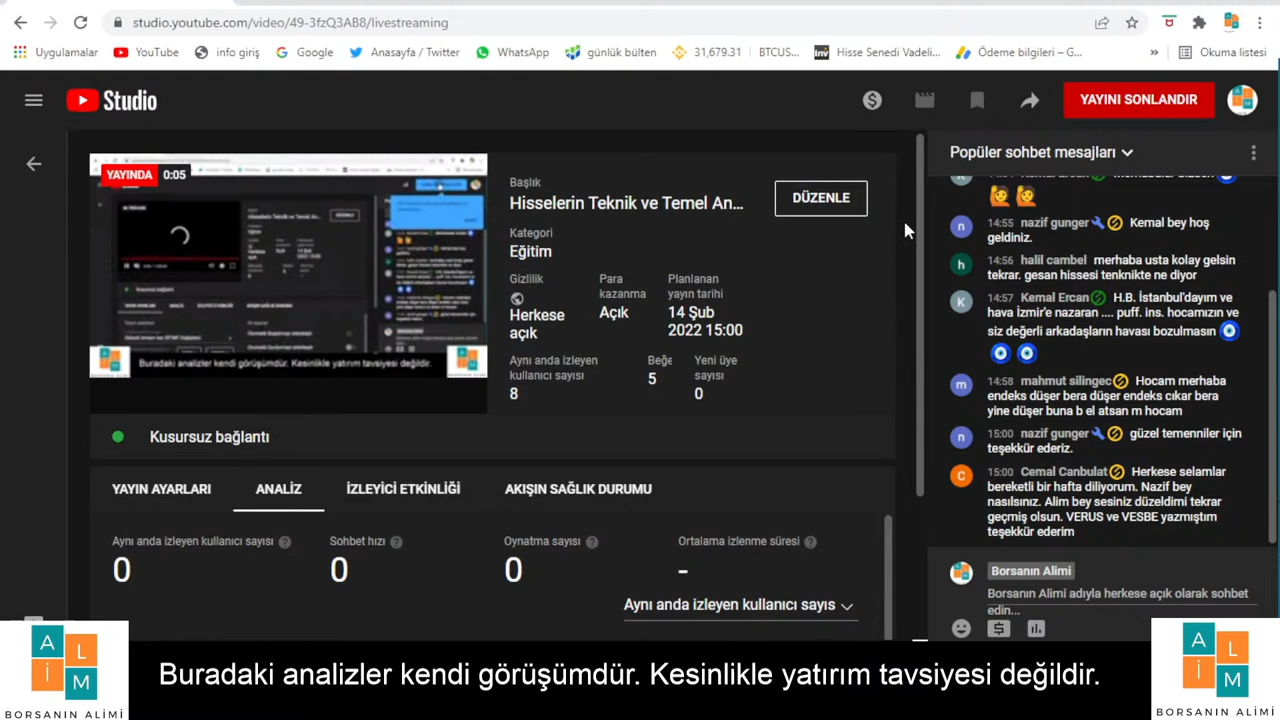 studio.youtube.com/video/49-3fzQ3AB8/livestreaming
Uygulamalar YouTube info giriş Google Anasayfa / Twitter WhatsApp günlük bülten 31,679.31 BTCUS... Inv Hisse Senedi Vadeli... Ödeme bilgileri – G... » Okuma listesi
Studio
YAYINI SONLANDIR
YAYINDA 0:05
Buradaki analizler kendi görüşümdür. Kesinlikle yatırım tavsiyesi değildir.
Başlık
Hisselerin Teknik ve Temel An...
DÜZENLE
Kategori
Eğitim
Gizlilik
Herkese
açık
Para
kazanma
Açık
Planlanan
yayın tarihi
14 Şub
2022 15:00
Aynı anda izleyen
kullanıcı sayısı
8
Beğe
5
Yeni üye
sayısı
0
Kusursuz bağlantı
YAYIN AYARLARI ANALİZ İZLEYİCİ ETKİNLİĞİ AKIŞIN SAĞLIK DURUMU
Aynı anda izleyen kullanıcı sayısı
0
Sohbet hızı
0
Oynatma sayısı
0
Ortalama izlenme süresi
-
Aynı anda izleyen kullanıcı sayıs
Popüler sohbet mesajları
14:55 nazif gunger Kemal bey hoş
geldiniz.
14:56 halil cambel merhaba usta kolay gelsin
tekrar. gesan hissesi tenknikte ne diyor
14:57 Kemal Ercan H.B. İstanbul'dayım ve
hava İzmir'e nazaran .... puff. ins. hocamızın ve
siz değerli arkadaşların havası bozulmasın
14:58 mahmut silingec Hocam merhaba
endeks düşer bera düşer endeks cıkar bera
yine düşer buna b el atsan m hocam
15:00 nazif gunger güzel temenniler için
teşekkür ederiz.
15:00 Cemal Canbulat Herkese selamlar
bereketli bir hafta diliyorum. Nazif bey
nasılsınız. Alim bey sesiniz düzeldimi tekrar
geçmiş olsun. VERUS ve VESBE yazmıştım
teşekkür ederim
Borsanın Alimi
Borsanın Alimi adıyla herkese açık olarak sohbet
edin...
A L İ M
BORSANIN ALİMİ
Buradaki analizler kendi görüşümdür. Kesinlikle yatırım tavsiyesi değildir.
A L İ M
BORSANIN ALİMİ